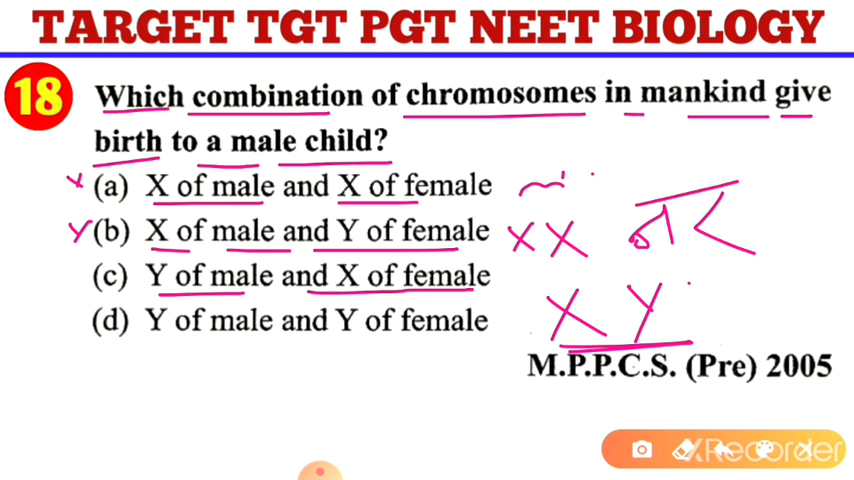 TARGET TGT PGT NEET BIOLOGY
18 Which combination of chromosomes in mankind give
birth to a male child?
x (a) X of male and X of female
Y (b) X of male and Y of female XX नर
(c) Y of male and X of female
(d) Y of male and Y of female XY
M.P.P.C.S. (Pre) 2005
XRecorder